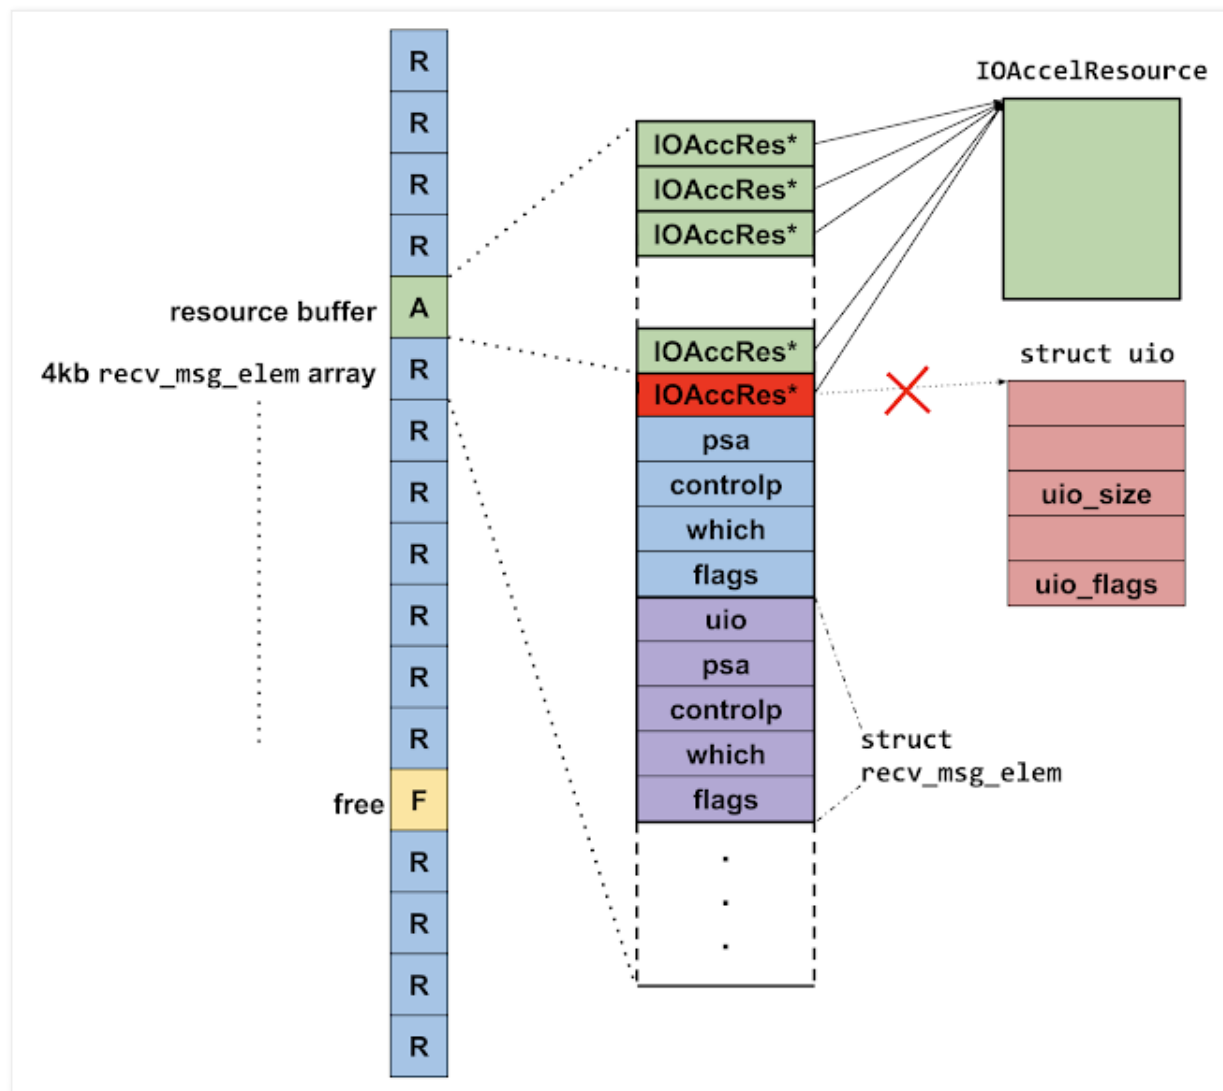 R
R
R
R
resource buffer A
4kb recv_msg_elem array R
R
R
R
R
R
R
free F
R
R
R
R
IOAccRes*
IOAccRes*
IOAccRes*
IOAccRes*
IOAccRes*
psa
controlp
which
flags
uio
psa
controlp
which
flags
.
.
.
IOAccelResource
struct uio
uio_size
uio_flags
struct
recv_msg_elem